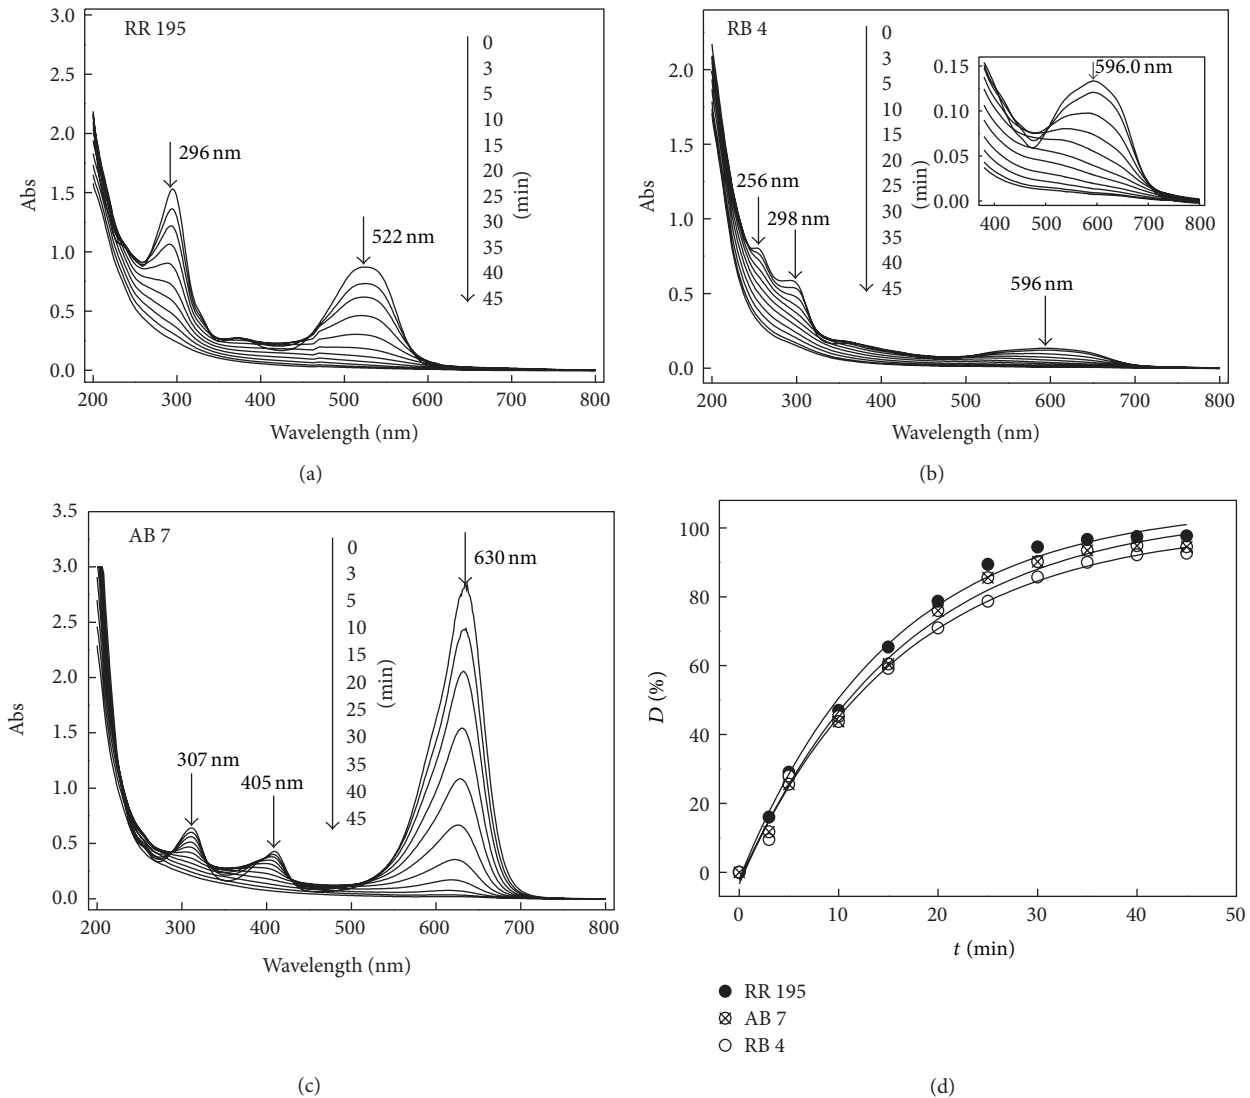 RR 195
3.0
2.5
2.0
1.5
1.0
0.5
0.0
Abs
296 nm
522 nm
0
3
5
10
15
20
25
30
35
40
45
(min)
200 300 400 500 600 700 800
Wavelength (nm)
(a)
RB 4
2.0
1.5
1.0
0.5
0.0
Abs
256 nm
298 nm
596 nm
0
3
5
10
15
20
25
30
35
40
45
(min)
0.15
0.10
0.05
0.00
596.0 nm
400 500 600 700 800
200 300 400 500 600 700 800
Wavelength (nm)
(b)
AB 7
3.5
3.0
2.5
2.0
1.5
1.0
0.5
0.0
Abs
307 nm
405 nm
630 nm
0
3
5
10
15
20
25
30
35
40
45
(min)
200 300 400 500 600 700 800
Wavelength (nm)
(c)
100
80
60
40
20
0
D (%)
0 10 20 30 40 50
t (min)
RR 195
AB 7
RB 4
(d)